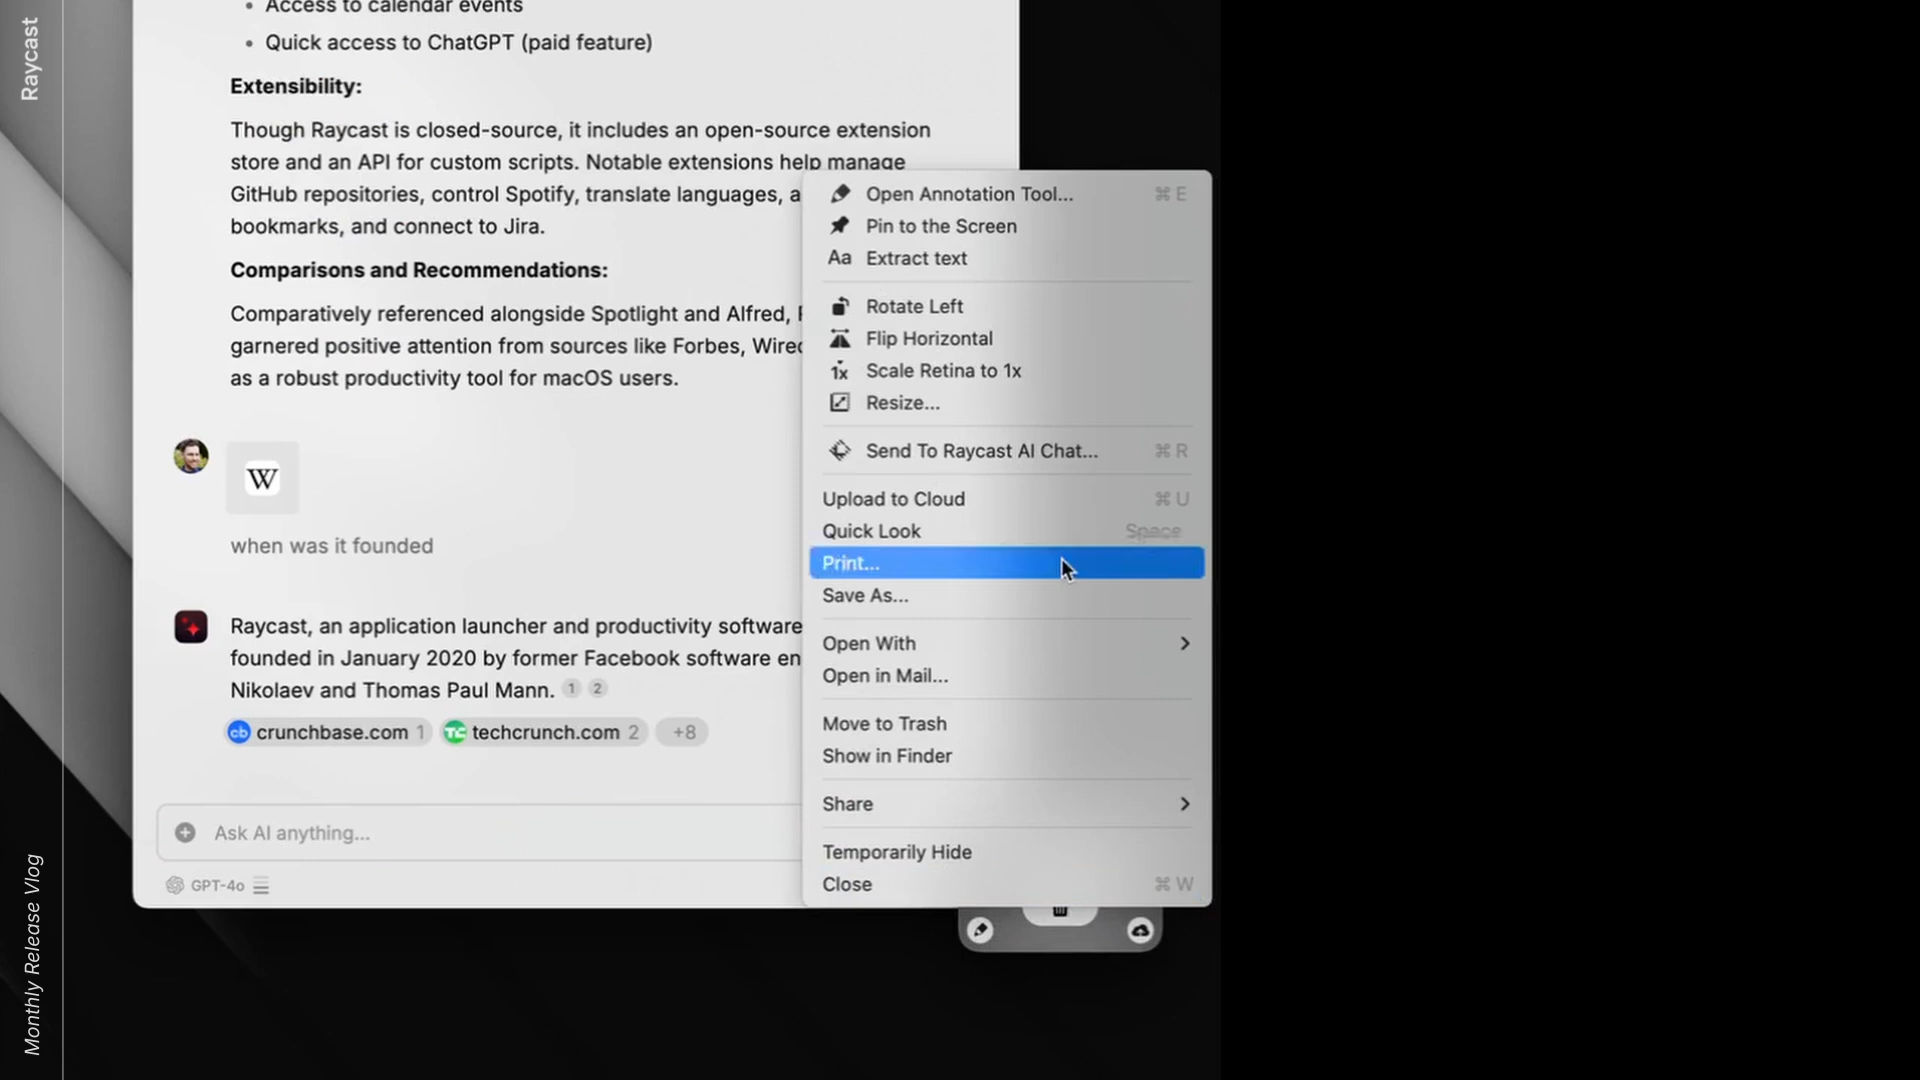 Raycast
Monthly Release Vlog
Access to calendar events
Quick access to ChatGPT (paid feature)
Extensibility:
Though Raycast is closed-source, it includes an open-source extension
store and an API for custom scripts. Notable extensions help manage
GitHub repositories, control Spotify, translate languages, a
bookmarks, and connect to Jira.
Comparisons and Recommendations:
Comparatively referenced alongside Spotlight and Alfred,
garnered positive attention from sources like Forbes, Wired
as a robust productivity tool for macOS users.
W
when was it founded
Raycast, an application launcher and productivity software
founded in January 2020 by former Facebook software en
Nikolaev and Thomas Paul Mann. 1 2
cb crunchbase.com 1 TC techcrunch.com 2 +8
Ask AI anything...
GPT-4o
Open Annotation Tool... ⌘ E
Pin to the Screen
Aa Extract text
Rotate Left
Flip Horizontal
1x Scale Retina to 1x
Resize...
Send To Raycast AI Chat... ⌘ R
Upload to Cloud ⌘ U
Quick Look Space
Print...
Save As...
Open With
Open in Mail...
Move to Trash
Show in Finder
Share
Temporarily Hide
Close ⌘ W